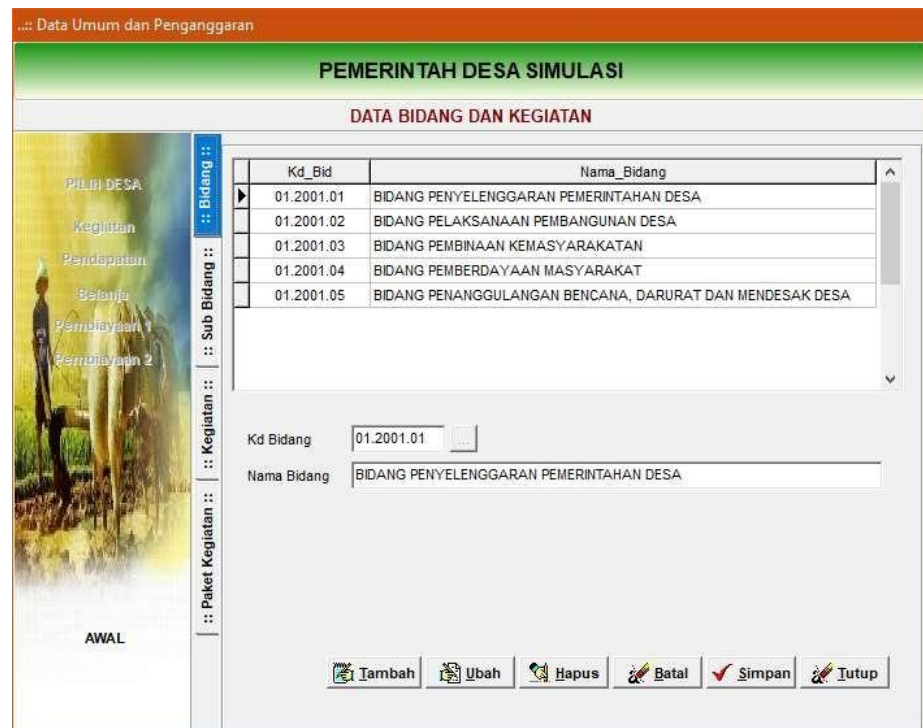 ..:: Data Umum dan Penganggaran
PEMERINTAH DESA SIMULASI
DATA BIDANG DAN KEGIATAN
PILIH DESA
Kegiatan
Pendapatan
Belanja
Pembiayaan 1
Pembiayaan 2
AWAL
:: Bidang ::
:: Sub Bidang ::
:: Kegiatan ::
:: Paket Kegiatan ::
Kd_Bid Nama_Bidang
01.2001.01 BIDANG PENYELENGGARAN PEMERINTAHAN DESA
01.2001.02 BIDANG PELAKSANAAN PEMBANGUNAN DESA
01.2001.03 BIDANG PEMBINAAN KEMASYARAKATAN
01.2001.04 BIDANG PEMBERDAYAAN MASYARAKAT
01.2001.05 BIDANG PENANGGULANGAN BENCANA, DARURAT DAN MENDESAK DESA
Kd Bidang 01.2001.01 ...
Nama Bidang BIDANG PENYELENGGARAN PEMERINTAHAN DESA
Tambah Ubah Hapus Batal Simpan Tutup